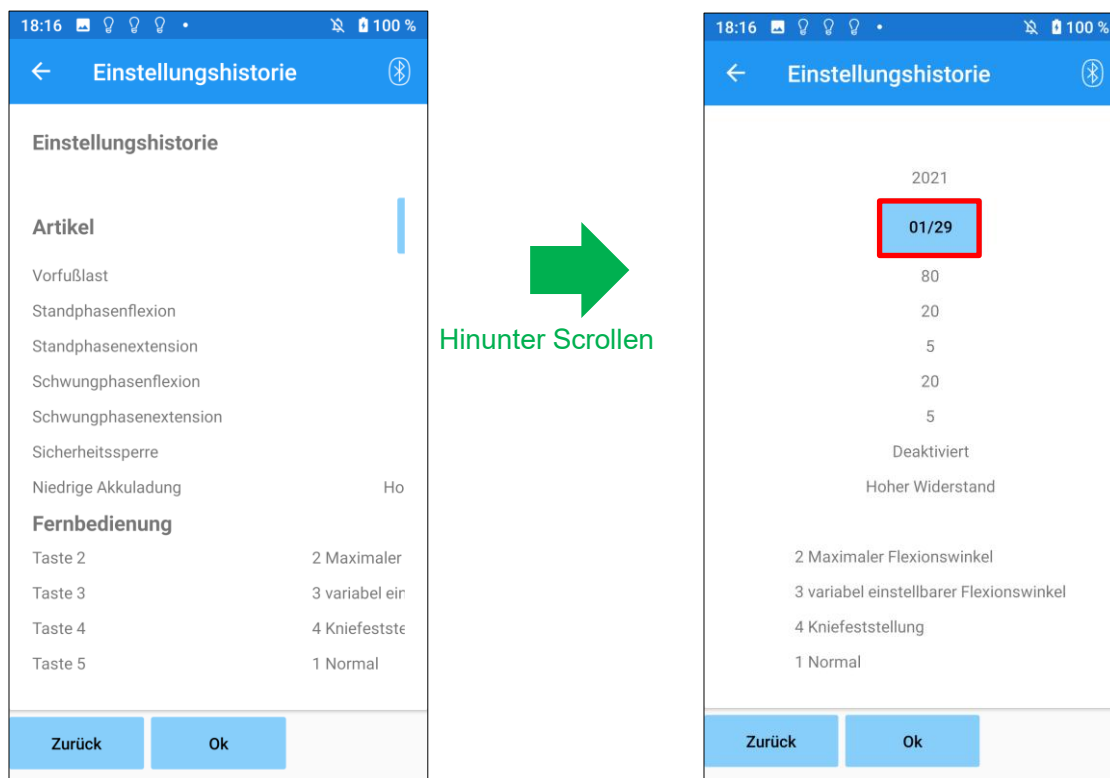 18:16 100 %
Einstellungshistorie
Einstellungshistorie
Artikel
Vorfußlast
Standphasenflexion
Standphasenextension
Schwungphasenflexion
Schwungphasenextension
Sicherheitssperre
Niedrige Akkuladung Ho
Fernbedienung
Taste 2 2 Maximaler
Taste 3 3 variabel ein
Taste 4 4 Kniefeststε
Taste 5 1 Normal
Zurück Ok
Hinunter Scrollen
18:16 100 %
Einstellungshistorie
2021
01/29
80
20
5
20
5
Deaktiviert
Hoher Widerstand
2 Maximaler Flexionswinkel
3 variabel einstellbarer Flexionswinkel
4 Kniefeststellung
1 Normal
Zurück Ok